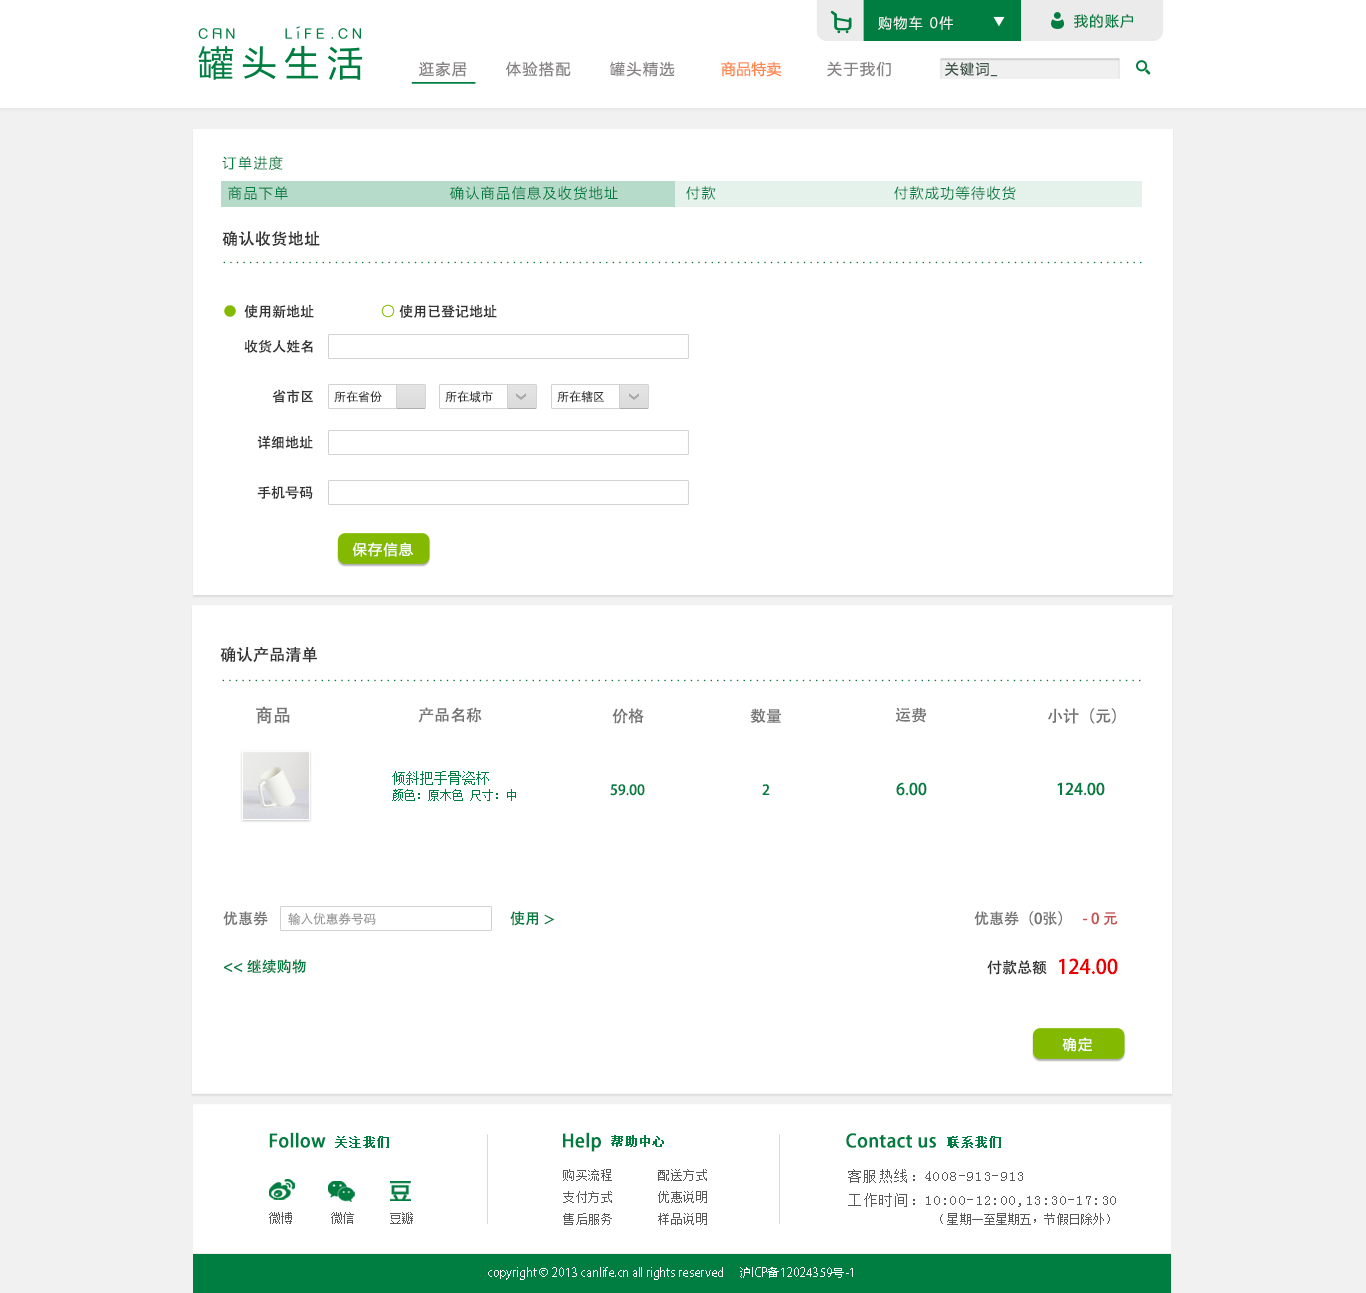 购物车 0件
我的账户
CAN LiFE.CN
罐头生活
逛家居 体验搭配 罐头精选 商品特卖 关于我们
关键词_
订单进度
商品下单 确认商品信息及收货地址 付款 付款成功等待收货
确认收货地址
使用新地址 使用已登记地址
收货人姓名
省市区 所在省份 所在城市 所在辖区
详细地址
手机号码
保存信息
确认产品清单
商品 产品名称 价格 数量 运费 小计（元）
倾斜把手骨瓷杯
颜色：原木色 尺寸：中
59.00 2 6.00 124.00
优惠券 输入优惠券号码 使用 >
优惠券（0张） - 0 元
<< 继续购物
付款总额 124.00
确定
Follow 关注我们
微博 微信 豆瓣
Help 帮助中心
购买流程 配送方式
支付方式 优惠说明
售后服务 样品说明
Contact us 联系我们
客服热线：4008-913-913
工作时间：10:00-12:00,13:30-17:30
（星期一至星期五，节假日除外）
copyright© 2013 canlife.cn all rights reserved 沪ICP备12024359号-1